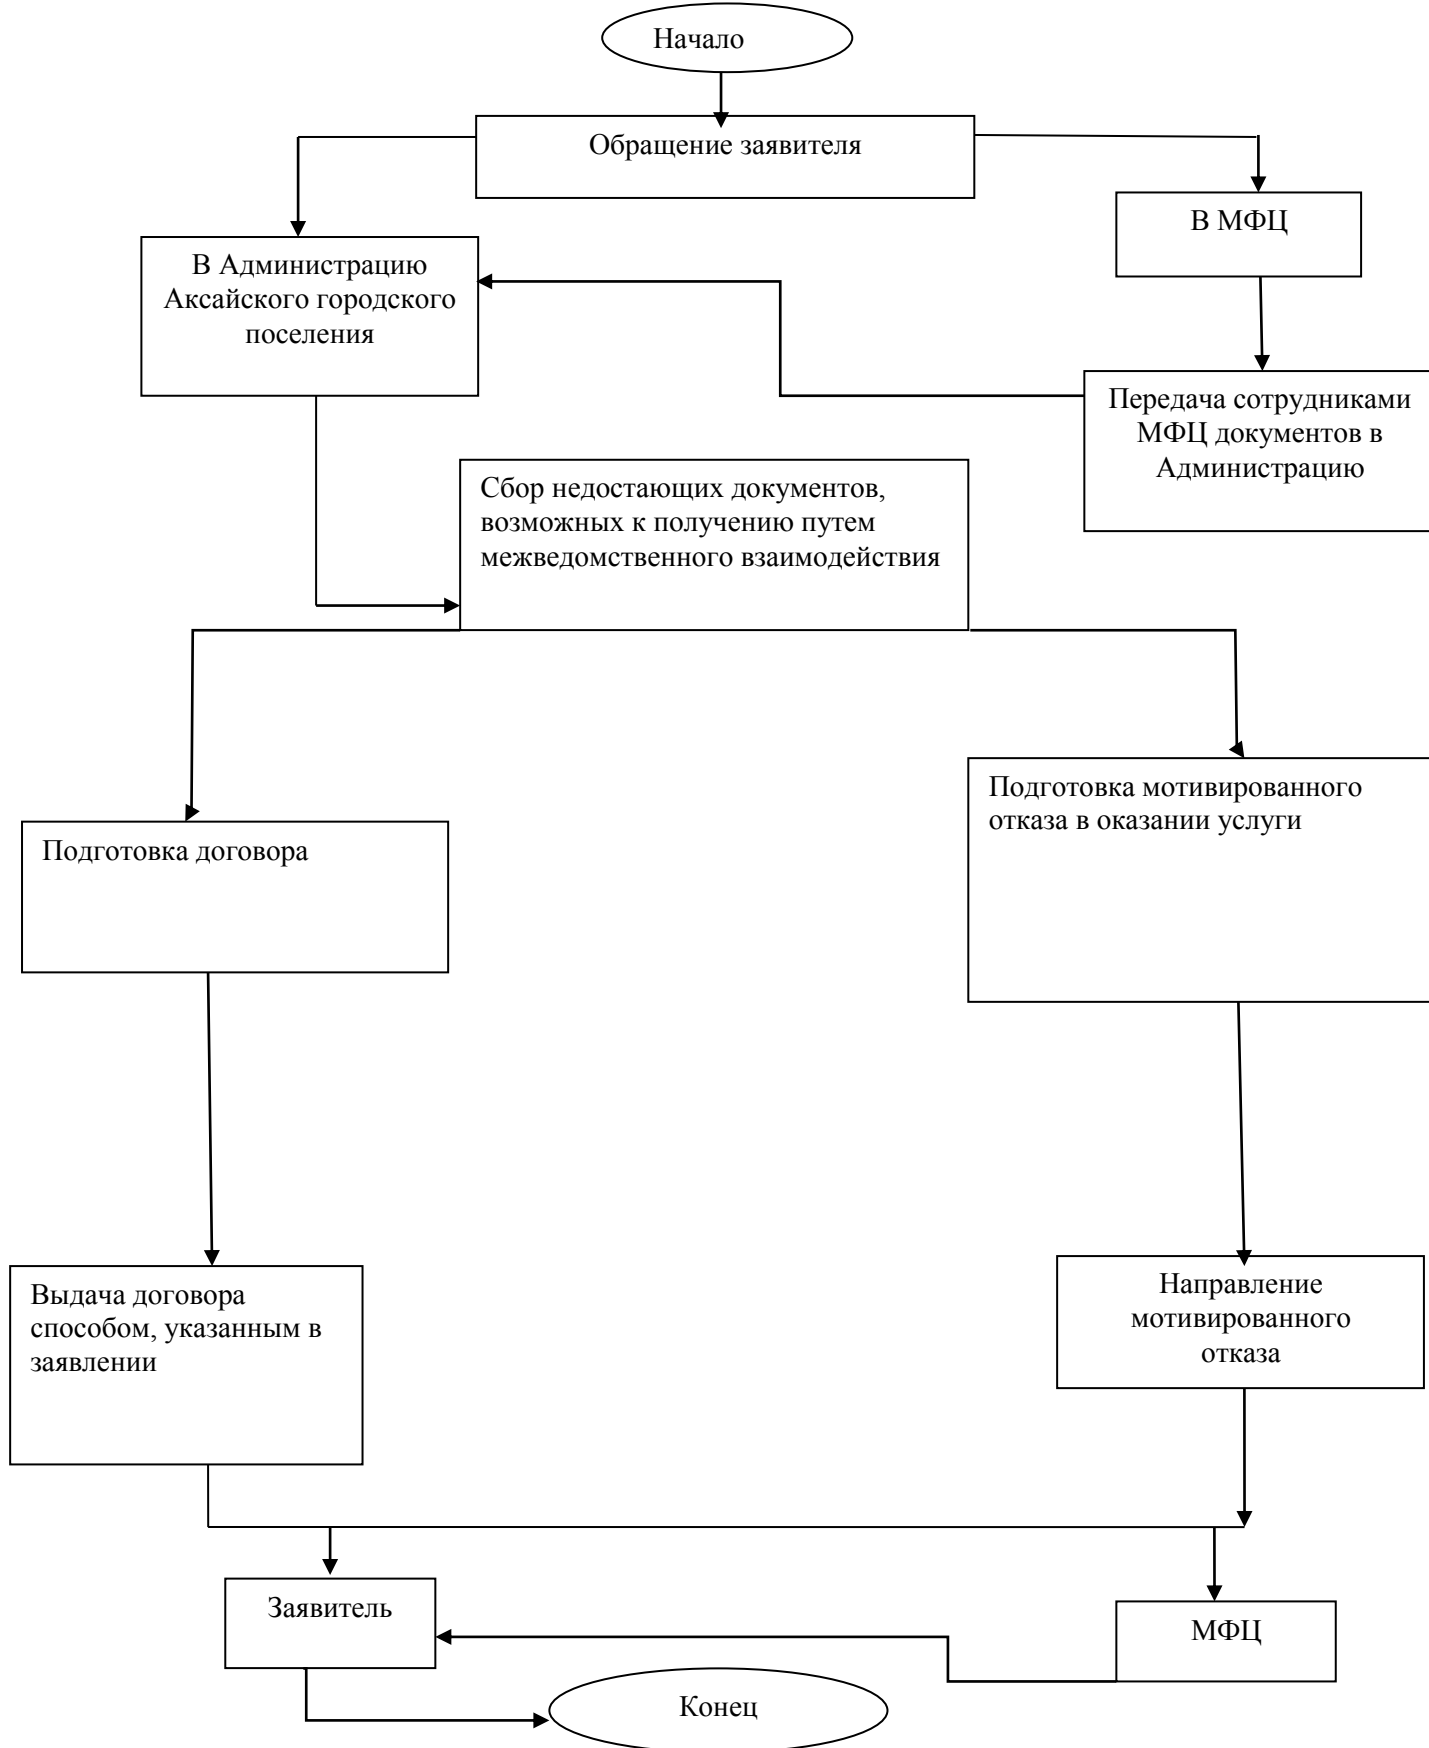 Начало
Обращение заявителя
В МФЦ
В Администрацию
Аксайского городского
поселения
Передача сотрудниками
МФЦ документов в
Администрацию
Сбор недостающих документов,
возможных к получению путем
межведомственного взаимодействия
Подготовка мотивированного
отказа в оказании услуги
Подготовка договора
Выдача договора
способом, указанным в
заявлении
Направление
мотивированного
отказа
Заявитель
МФЦ
Конец